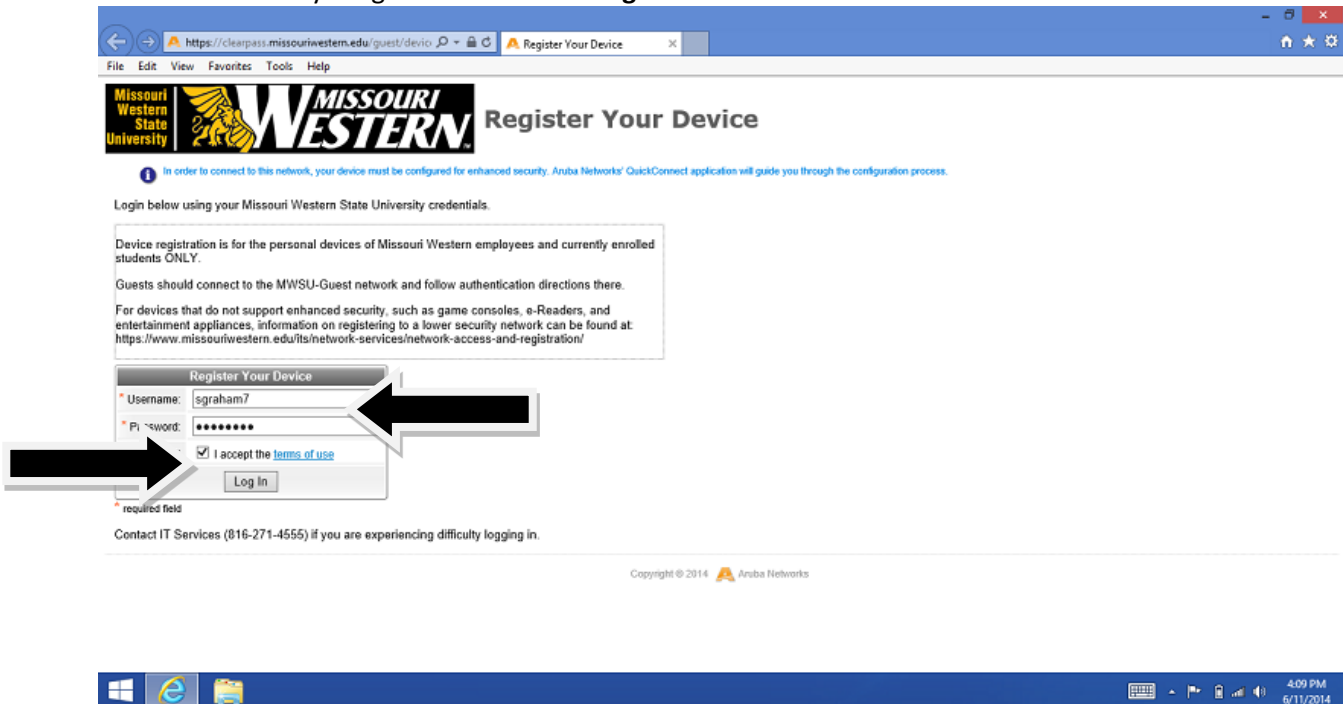 https://clearpass.missouriwestern.edu/guest/devic
Register Your Device
File Edit View Favorites Tools Help
Missouri
Western
State
University
MISSOURI
WESTERN
Register Your Device
In order to connect to this network, your device must be configured for enhanced security. Aruba Networks' QuickConnect application will guide you through the configuration process.
Login below using your Missouri Western State University credentials.
Device registration is for the personal devices of Missouri Western employees and currently enrolled
students ONLY.
Guests should connect to the MWSU-Guest network and follow authentication directions there.
For devices that do not support enhanced security, such as game consoles, e-Readers, and
entertainment appliances, information on registering to a lower security network can be found at:
https://www.missouriwestern.edu/its/network-services/network-access-and-registration/
Register Your Device
* Username: sgraham7
* Password: ••••••••
I accept the terms of use
Log In
* required field
Contact IT Services (816-271-4555) if you are experiencing difficulty logging in.
Copyright © 2014 Aruba Networks
4:09 PM
6/11/2014